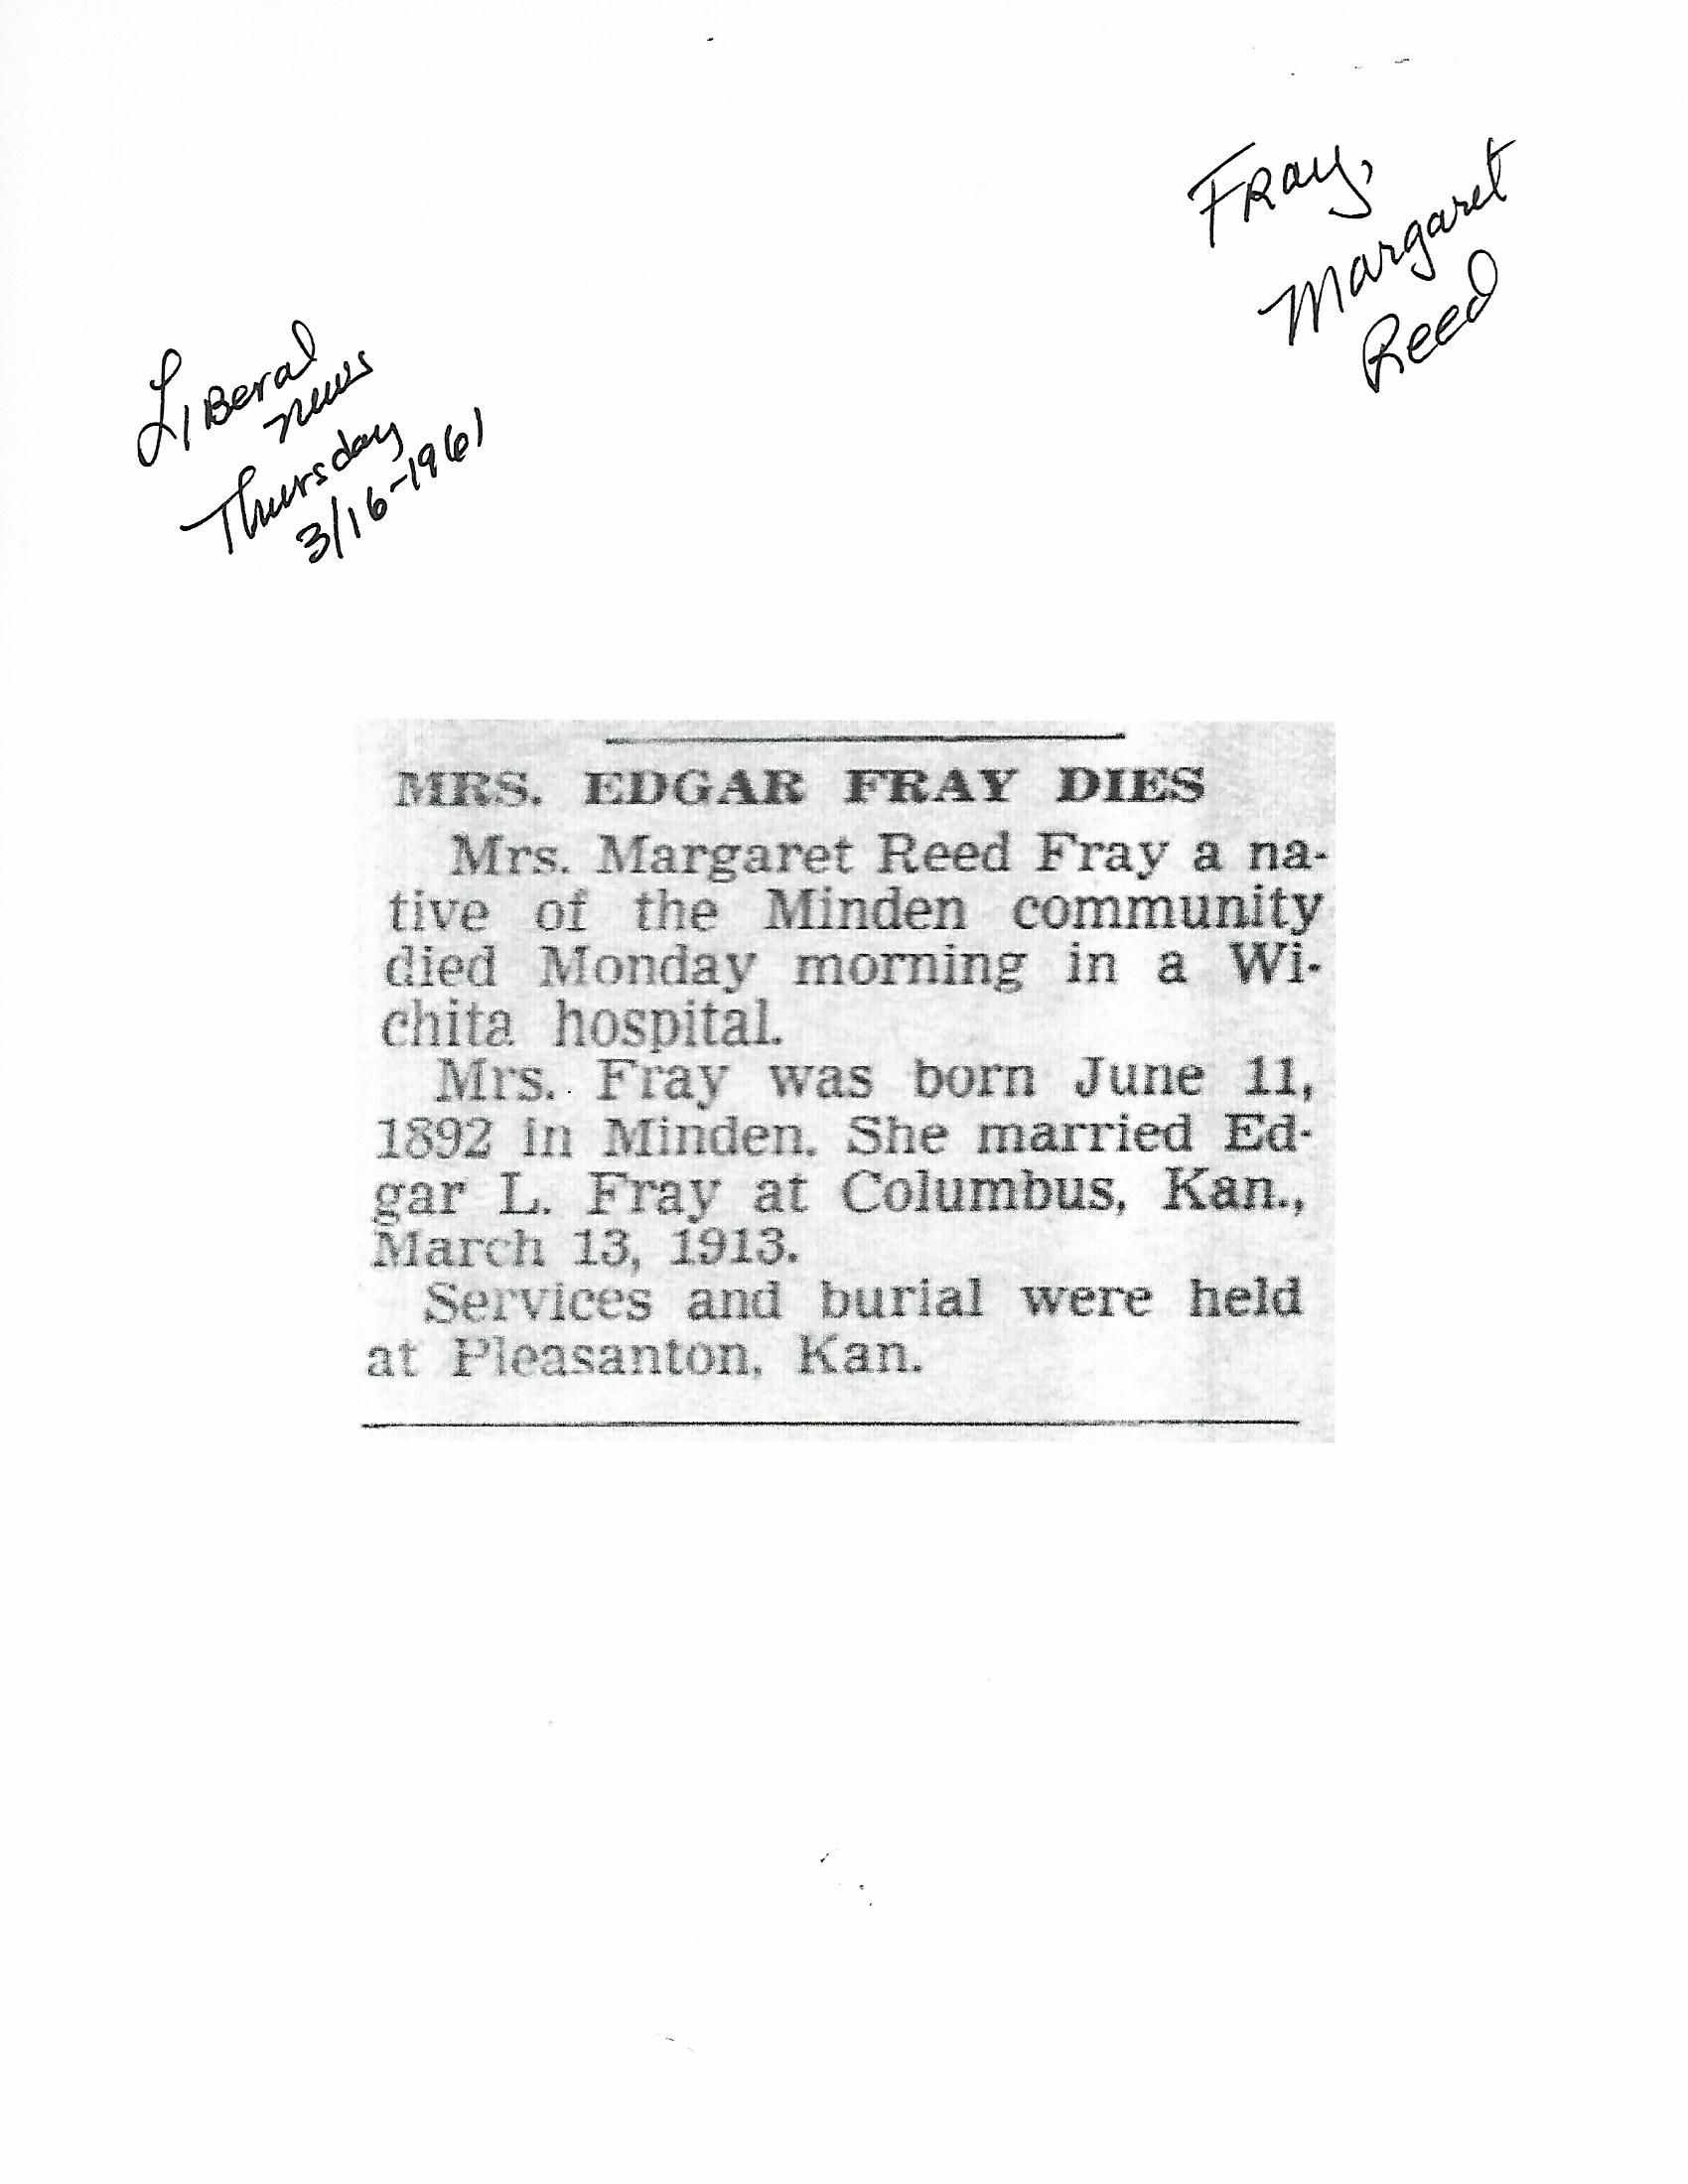 Fray,
Margaret
Reed
Liberal
news
Thursday
3/16-1961
MRS. EDGAR FRAY DIES
Mrs. Margaret Reed Fray a na-
tive of the Minden community
died Monday morning in a Wi-
chita hospital.
Mrs. Fray was born June 11,
1892 in Minden. She married Ed-
gar L. Fray at Columbus, Kan.,
March 13, 1913.
Services and burial were held
at Pleasanton, Kan.